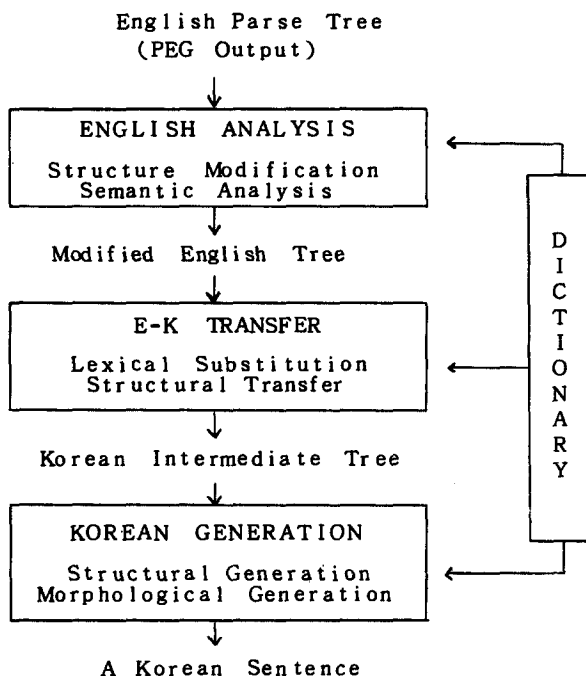 English Parse Tree
(PEG Output)
ENGLISH ANALYSIS
Structure Modification
Semantic Analysis
Modified English Tree
E-K TRANSFER
Lexical Substitution
Structural Transfer
Korean Intermediate Tree
KOREAN GENERATION
Structural Generation
Morphological Generation
A Korean Sentence
DICTIONARY